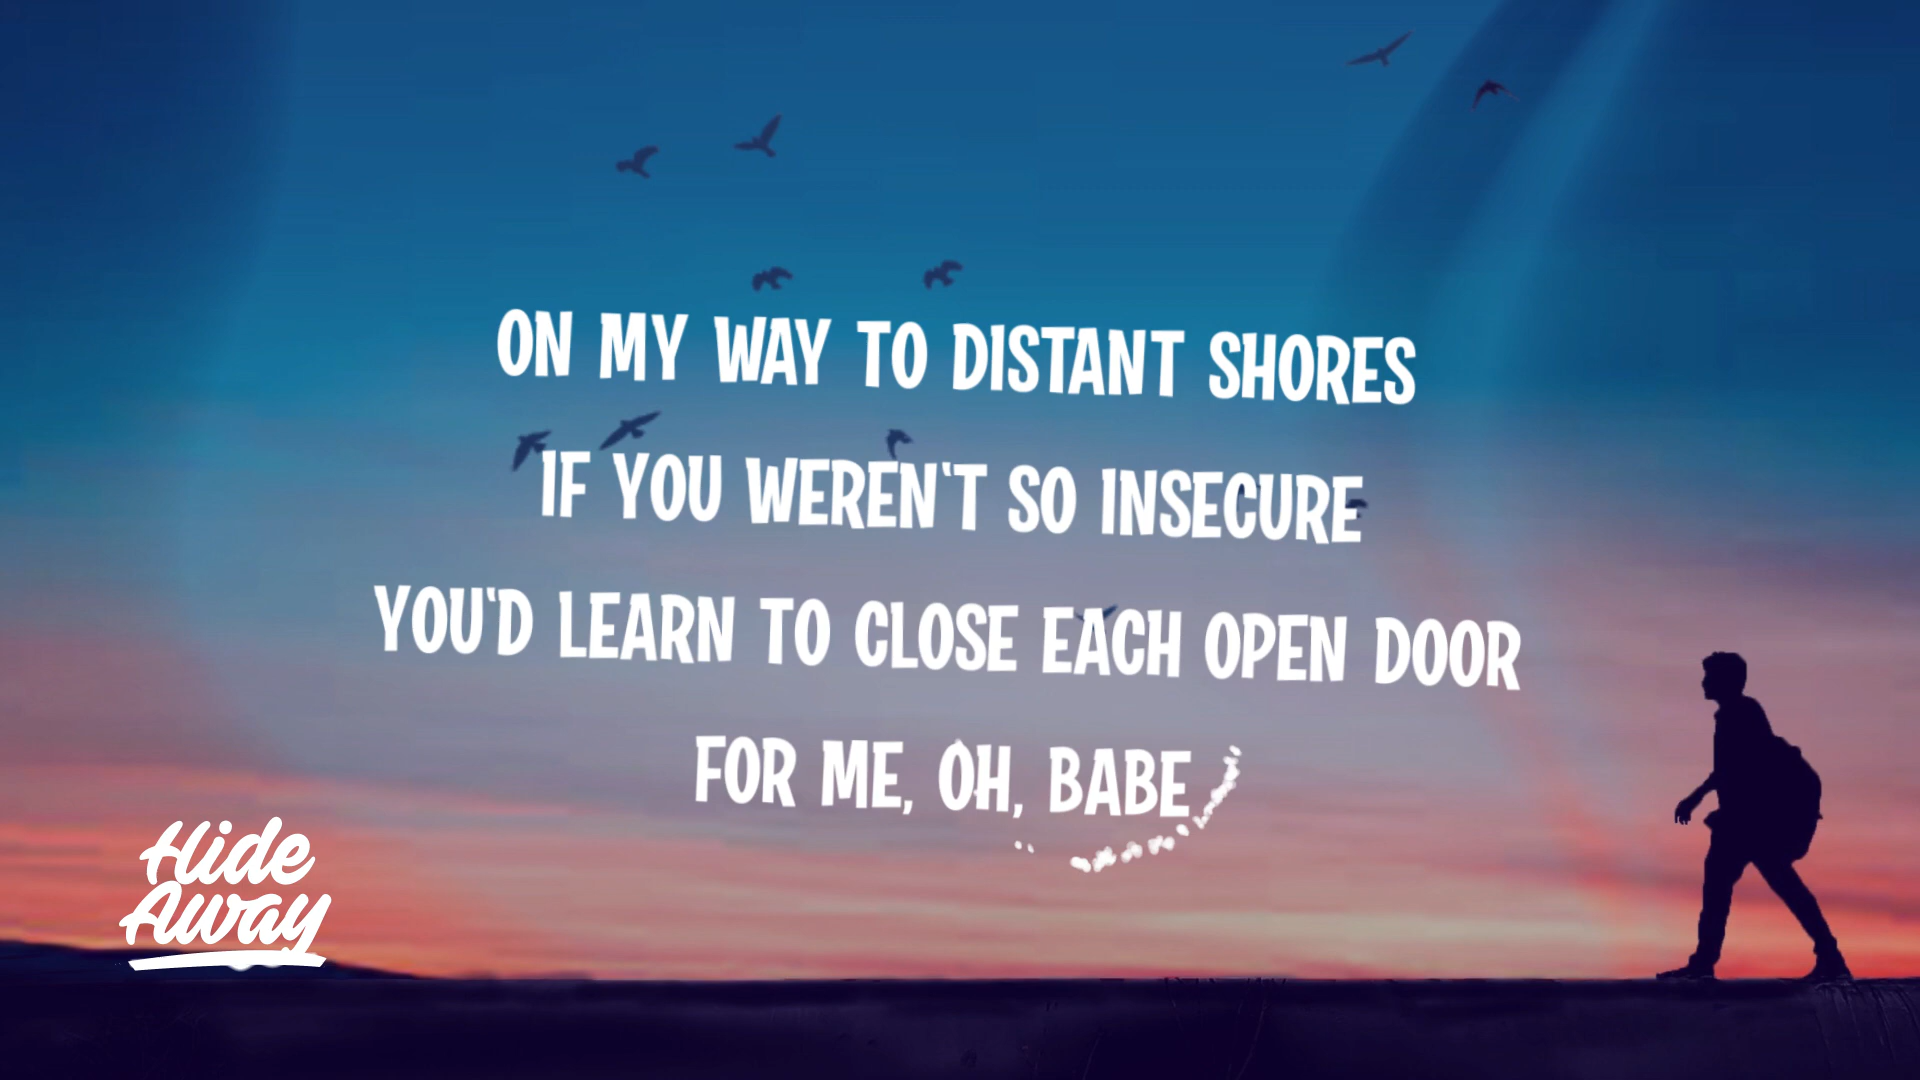 ON MY WAY TO DISTANT SHORES
IF YOU WEREN'T SO INSECURE
YOU'D LEARN TO CLOSE EACH OPEN DOOR
FOR ME, OH, BABE
Hide
Away